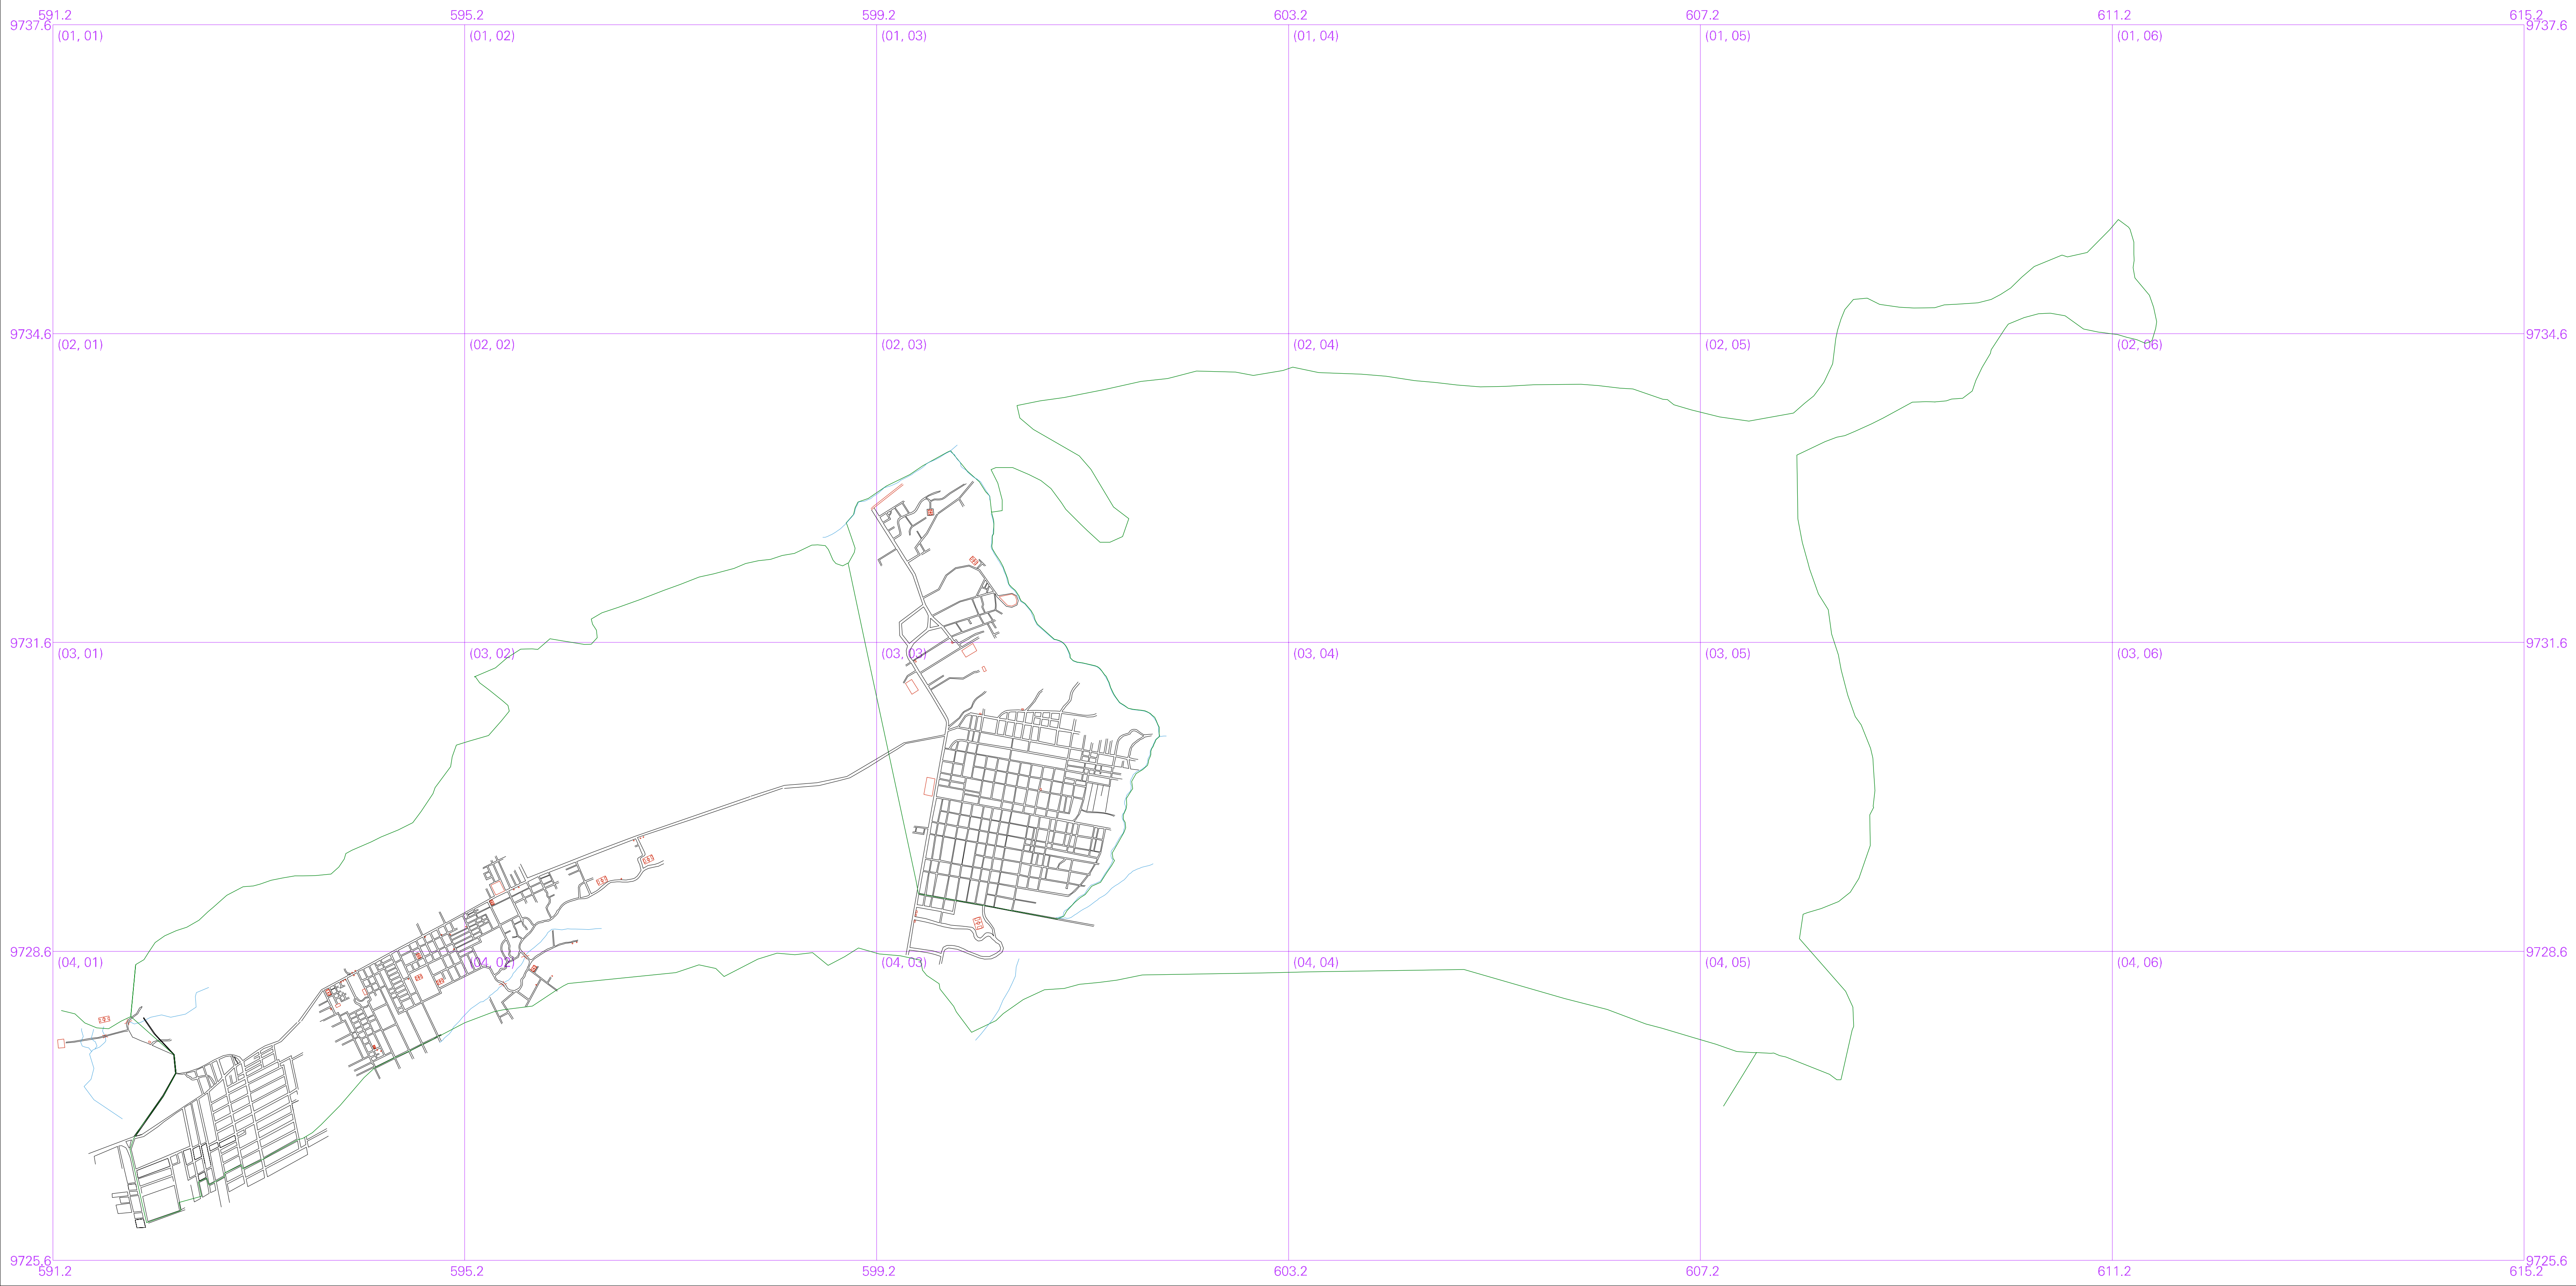 591.2 595.2 599.2 603.2 607.2 611.2 615.2
9737.6 9737.6
(01, 01) (01, 02) (01, 03) (01, 04) (01, 05) (01, 06)
9734.6 9734.6
(02, 01) (02, 02) (02, 03) (02, 04) (02, 05) (02, 06)
9731.6 9731.6
(03, 01) (03, 02) (03, 03) (03, 04) (03, 05) (03, 06)
9728.6 9728.6
(04, 01) (04, 02) (04, 03) (04, 04) (04, 05) (04, 06)
9725.6 9725.6
591.2 595.2 599.2 603.2 607.2 611.2 615.2